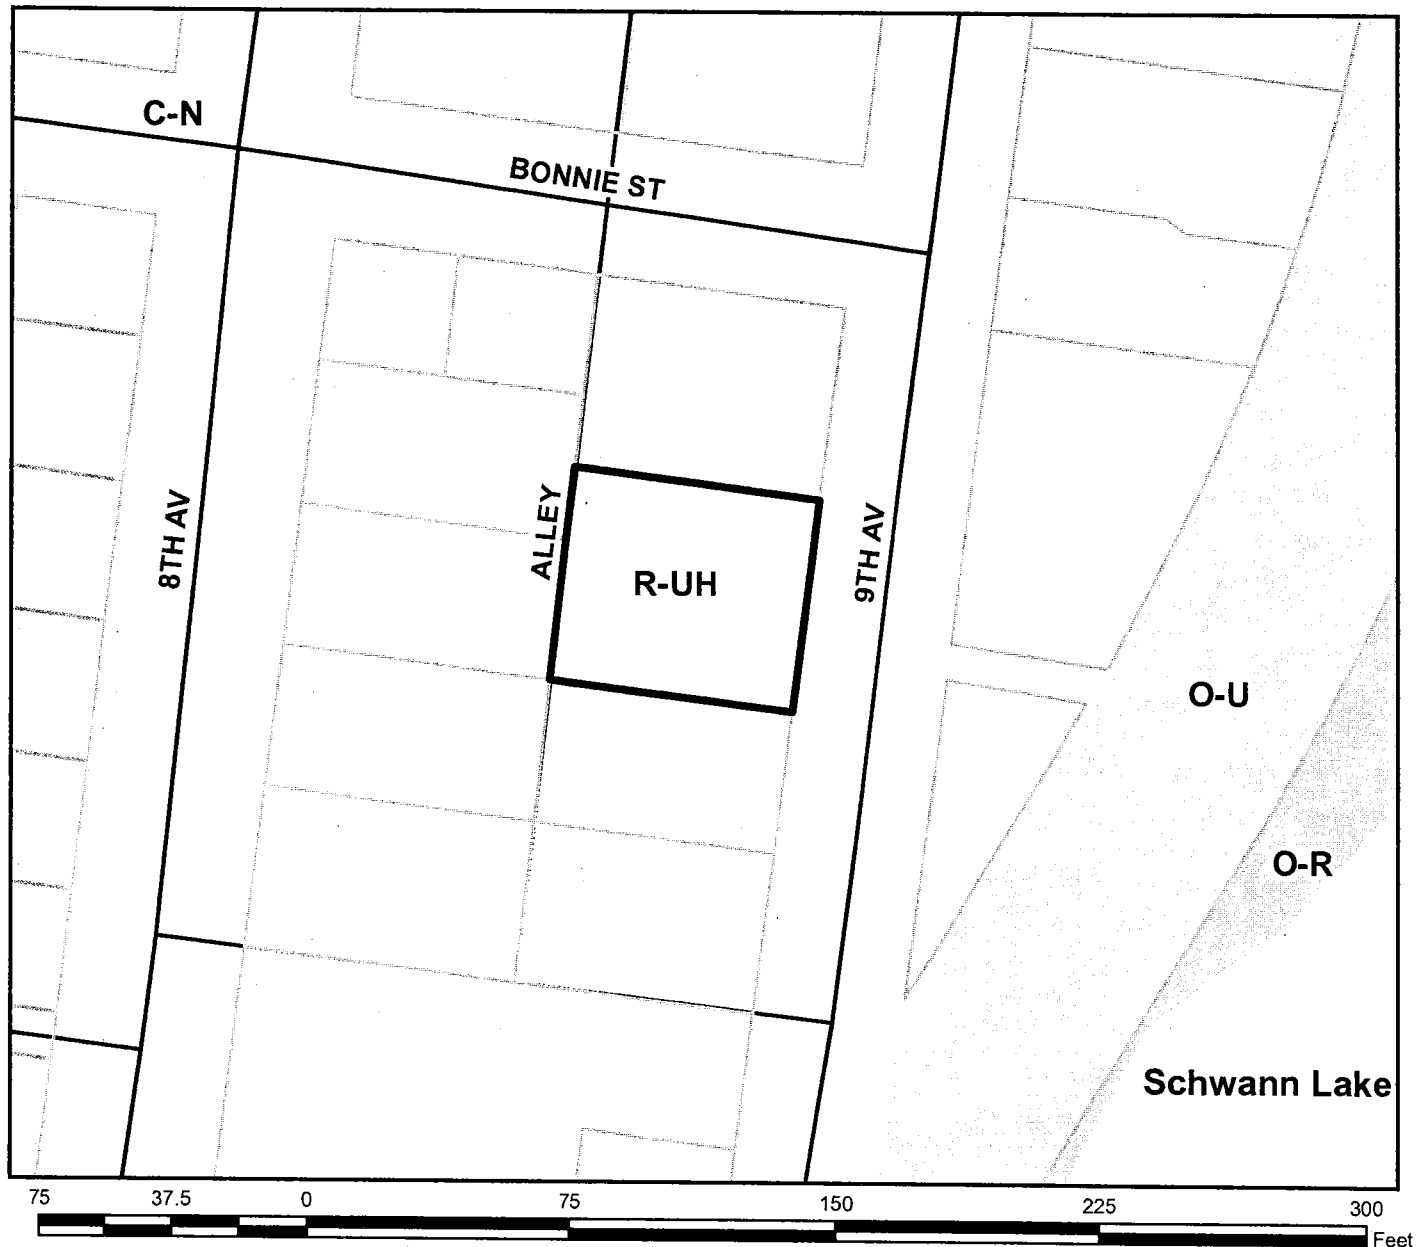 C-N
BONNIE ST
8TH AV
ALLEY
R-UH
9TH AV
O-U
O-R
Schwann Lake
75 37.5 0 75 150 225 300
Feet